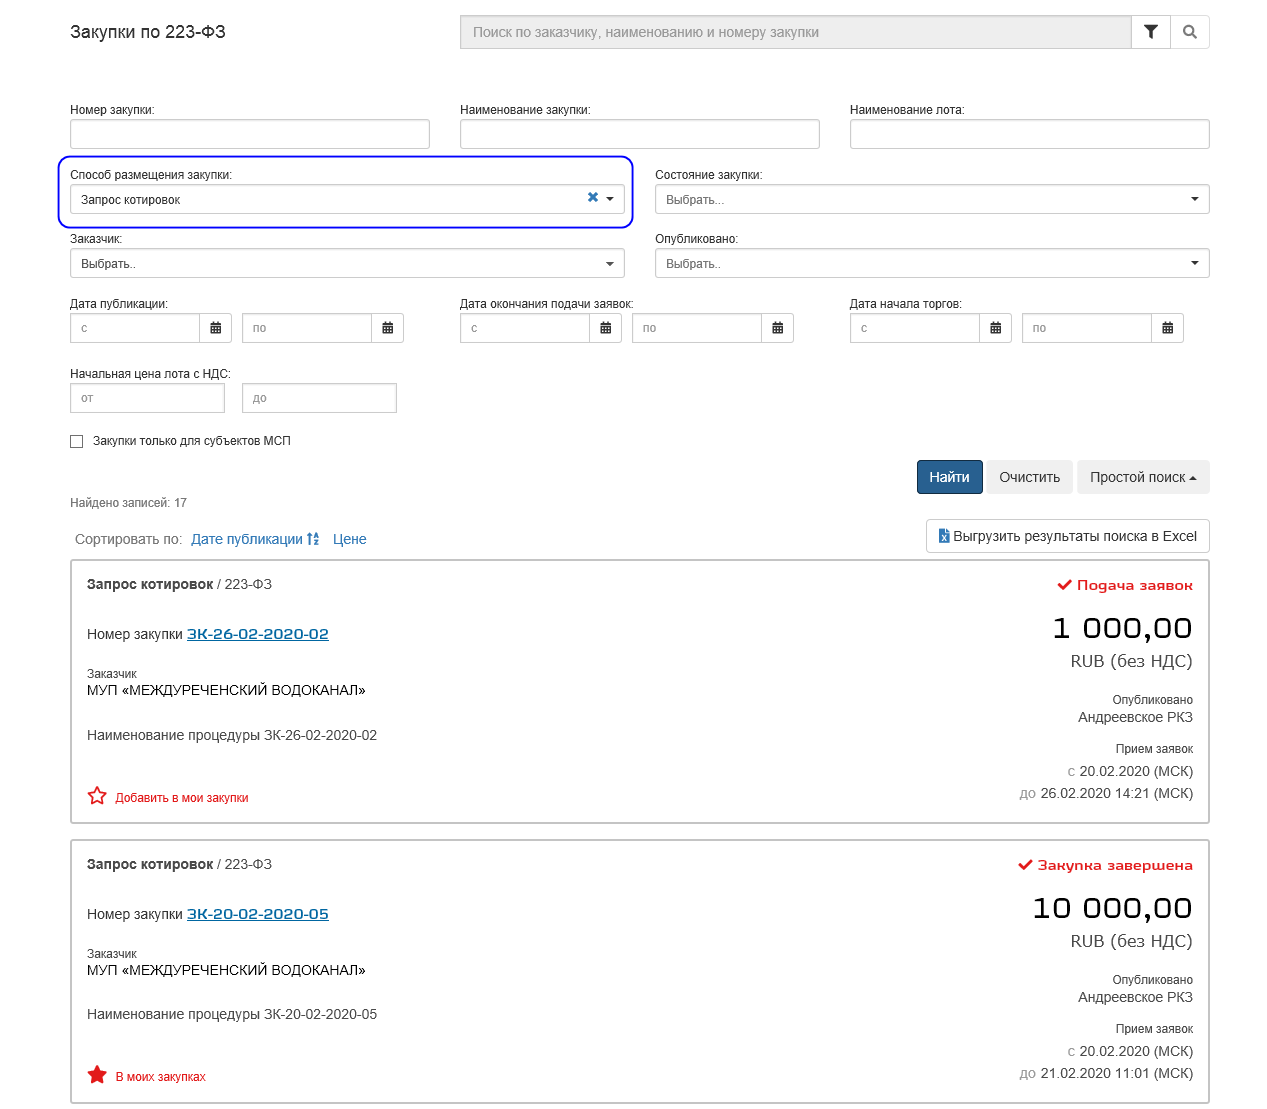 Закупки по 223-ФЗ
Поиск по заказчику, наименованию и номеру закупки
Номер закупки: Наименование закупки: Наименование лота:
Способ размещения закупки: Состояние закупки:
Запрос котировок Выбрать...
Заказчик: Опубликовано:
Выбрать.. Выбрать..
Дата публикации: Дата окончания подачи заявок: Дата начала торгов:
с по с по с по
Начальная цена лота с НДС:
от до
Закупки только для субъектов МСП
Найти Очистить Простой поиск
Найдено записей: 17
Сортировать по: Дате публикации Цене Выгрузить результаты поиска в Excel
Запрос котировок / 223-ФЗ Подача заявок
Номер закупки ЗК-26-02-2020-02 1 000,00
RUB (без НДС)
Заказчик
МУП «МЕЖДУРЕЧЕНСКИЙ ВОДОКАНАЛ»
Опубликовано
Андреевское РКЗ
Наименование процедуры ЗК-26-02-2020-02
Прием заявок
с 20.02.2020 (МСК)
до 26.02.2020 14:21 (МСК)
Добавить в мои закупки
Запрос котировок / 223-ФЗ Закупка завершена
Номер закупки ЗК-20-02-2020-05 10 000,00
RUB (без НДС)
Заказчик
МУП «МЕЖДУРЕЧЕНСКИЙ ВОДОКАНАЛ»
Опубликовано
Андреевское РКЗ
Наименование процедуры ЗК-20-02-2020-05
Прием заявок
с 20.02.2020 (МСК)
до 21.02.2020 11:01 (МСК)
В моих закупках